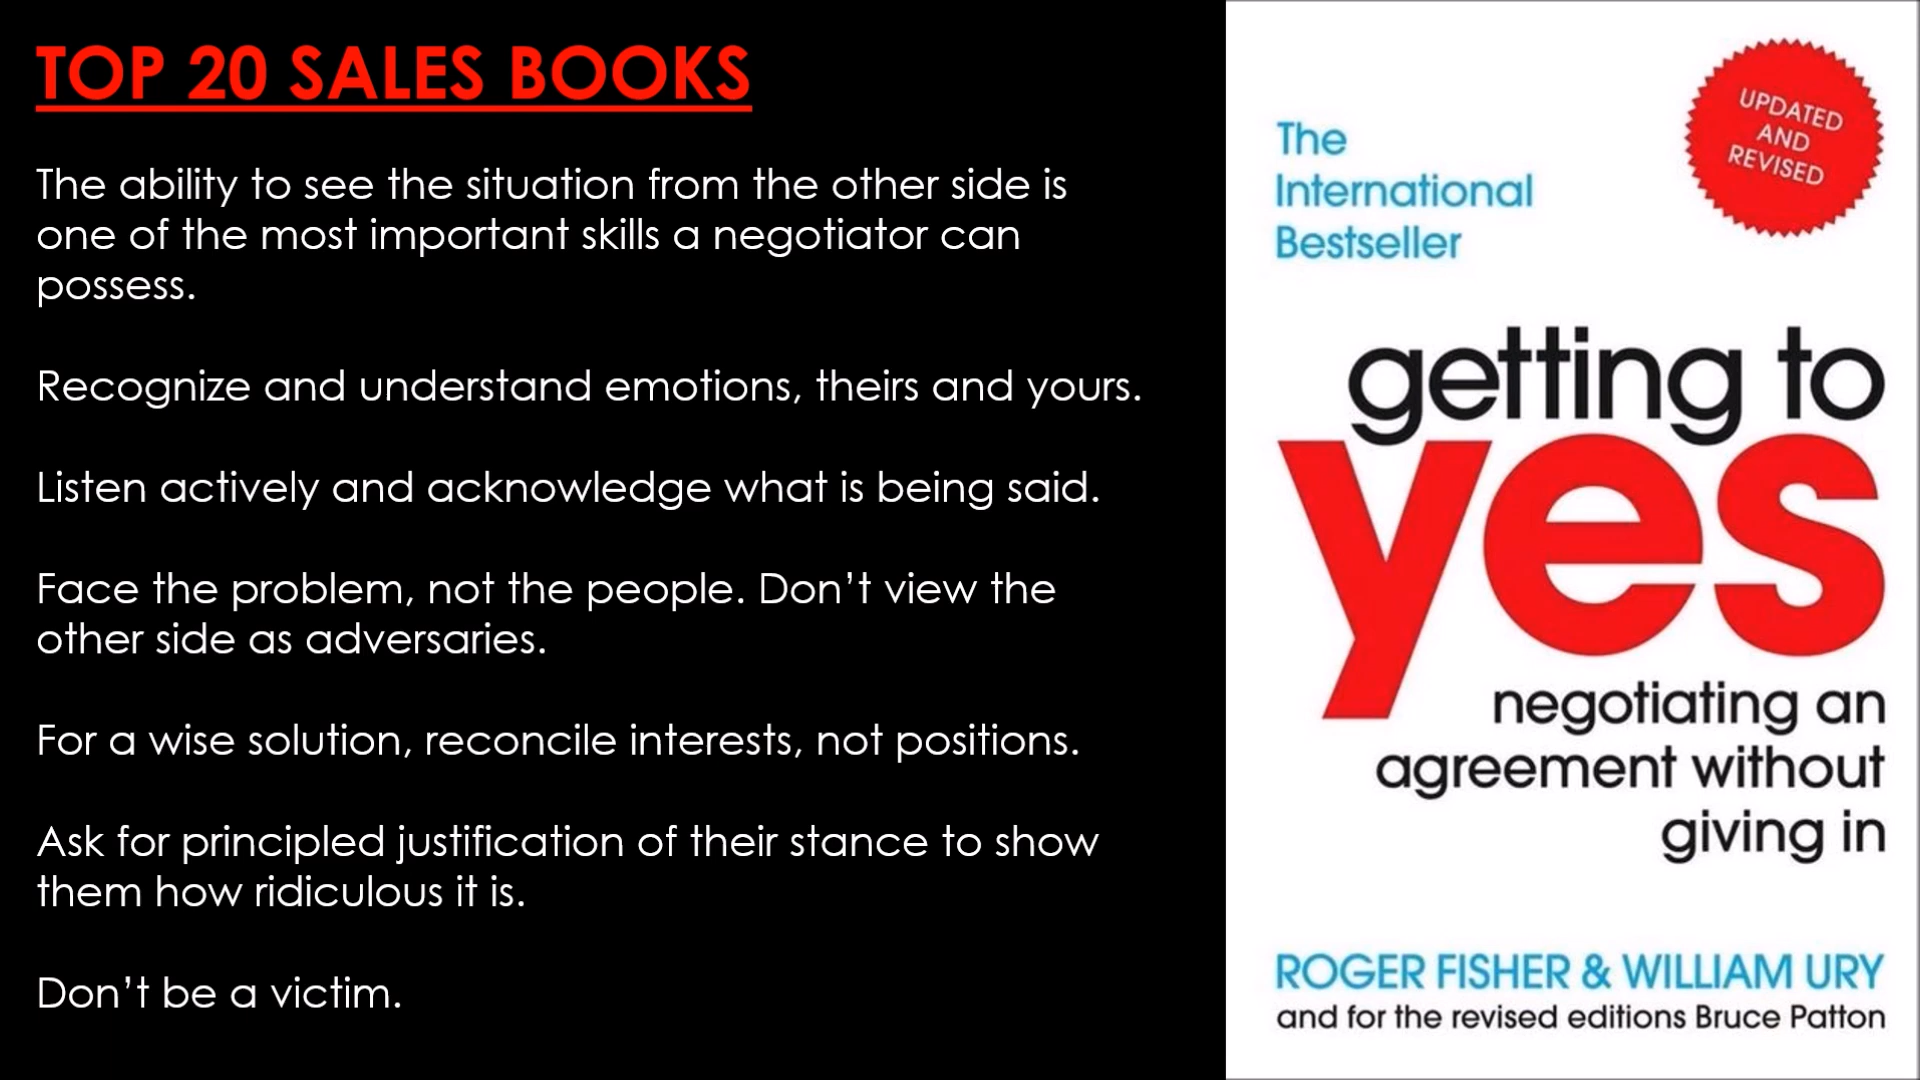 TOP 20 SALES BOOKS
The ability to see the situation from the other side is
one of the most important skills a negotiator can
possess.
Recognize and understand emotions, theirs and yours.
Listen actively and acknowledge what is being said.
Face the problem, not the people. Don’t view the
other side as adversaries.
For a wise solution, reconcile interests, not positions.
Ask for principled justification of their stance to show
them how ridiculous it is.
Don’t be a victim.
UPDATED
AND
REVISED
The
International
Bestseller
getting to
yes
negotiating an
agreement without
giving in
ROGER FISHER & WILLIAM URY
and for the revised editions Bruce Patton